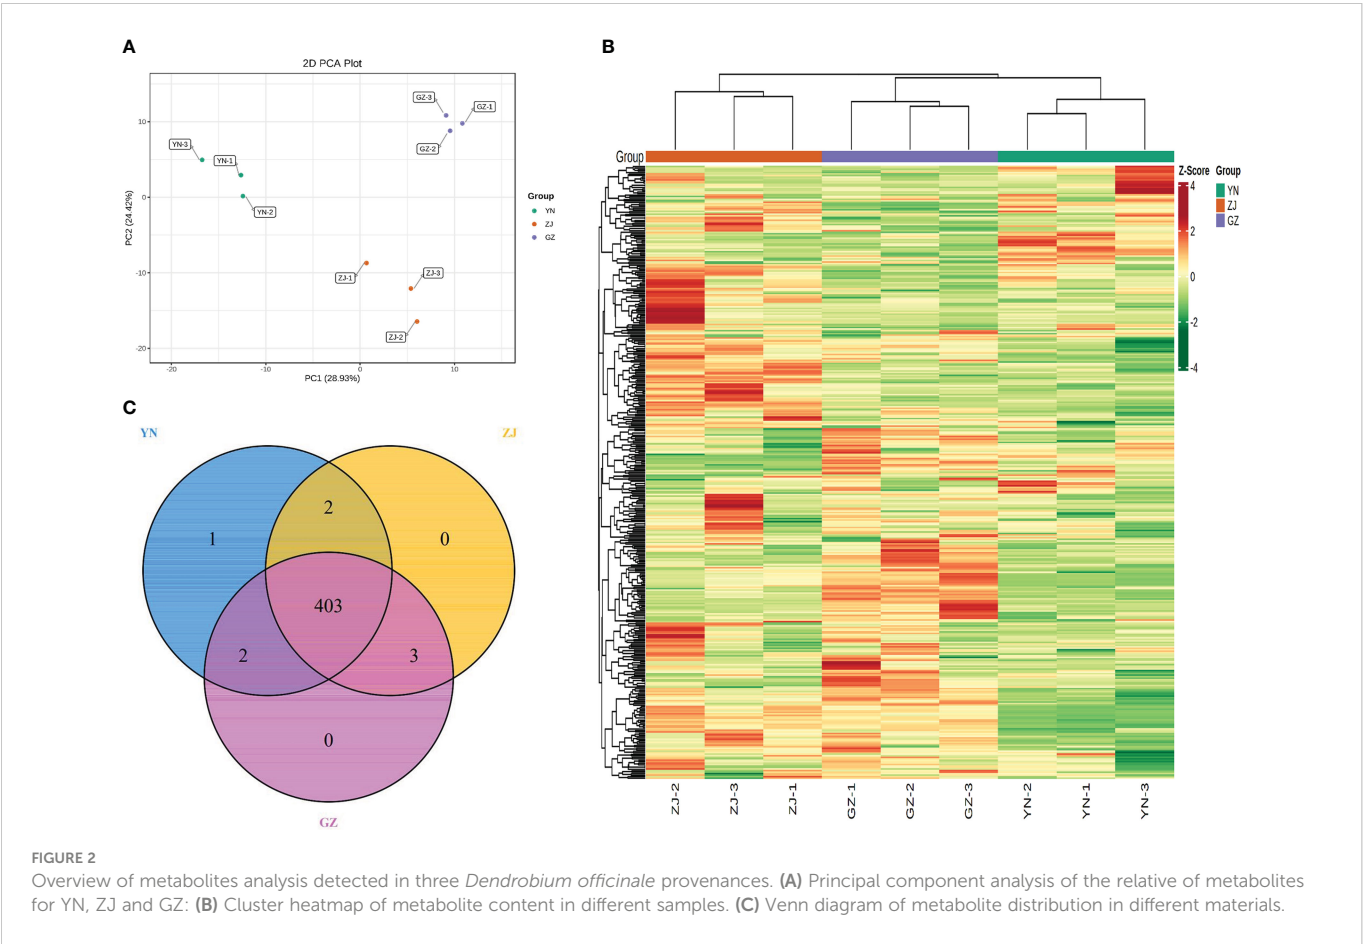 A
2D PCA Plot
GZ-3
GZ-1
GZ-2
YN-3
YN-1
YN-2
ZJ-1
ZJ-3
ZJ-2
10
0
-10
-20
PC2 (24.42%)
-20
-10
0
10
PC1 (28.93%)
Group
YN
ZJ
GZ
B
Group
Z-Score
4
2
0
-2
-4
Group
YN
ZJ
GZ
ZJ-2
ZJ-3
ZJ-1
GZ-1
GZ-2
GZ-3
YN-2
YN-1
YN-3
C
YN
ZJ
2
1
0
403
2
3
0
GZ
FIGURE 2
Overview of metabolites analysis detected in three Dendrobium officinale provenances. (A) Principal component analysis of the relative of metabolites
for YN, ZJ and GZ: (B) Cluster heatmap of metabolite content in different samples. (C) Venn diagram of metabolite distribution in different materials.